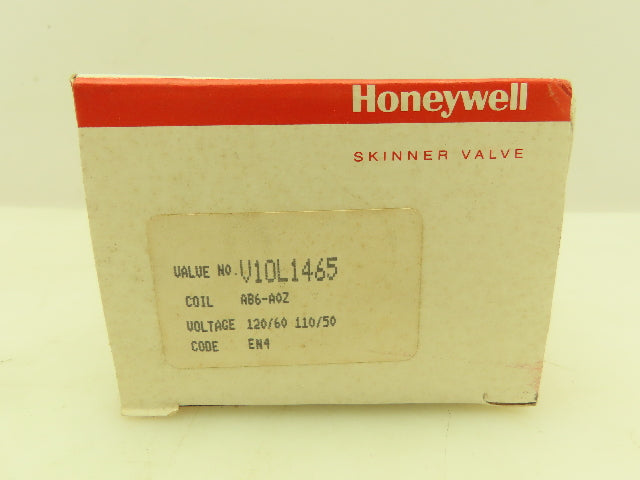 Honeywell
SKINNER VALVE
VALVE NO. V10L1465
COIL AB6-A0Z
VOLTAGE 120/60 110/50
CODE EN4